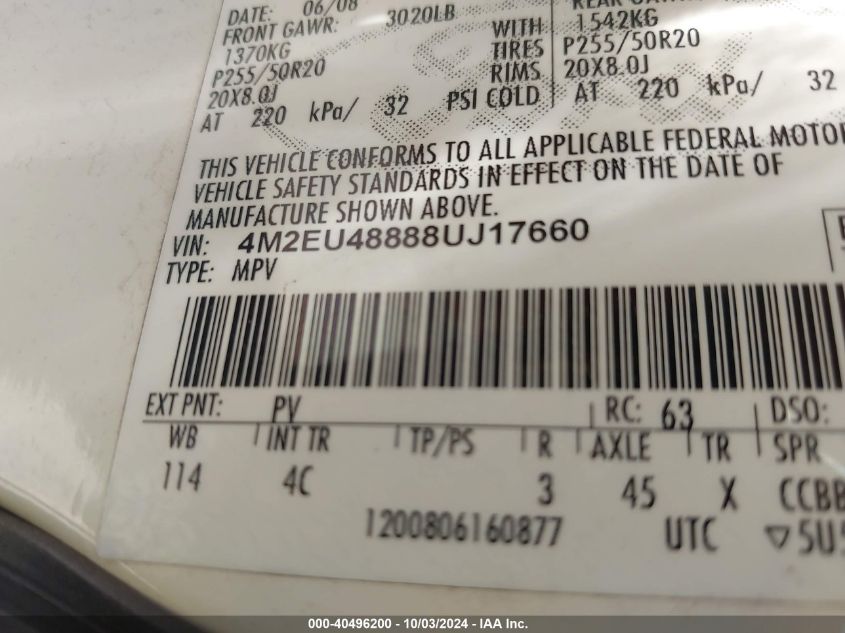 DATE: 06/08
FRONT GAWR: 3020LB
1370KG
P255/50R20
20X8.0J
AT 220 kPa/ 32 PSI COLD
WITH 1542KG
TIRES P255/50R20
RIMS 20X8.0J
AT 220 kPa/ 32
THIS VEHICLE CONFORMS TO ALL APPLICABLE FEDERAL MOTOR
VEHICLE SAFETY STANDARDS IN EFFECT ON THE DATE OF
MANUFACTURE SHOWN ABOVE.
VIN: 4M2EU48888UJ17660
TYPE: MPV
EXT PNT: PV RC: 63 DSO:
WB INT TR TP/PS R AXLE TR SPR
114 4C 3 45 X CCBB
1200806160877 UTC ▽5U5
000-40496200 - 10/03/2024 - IAA Inc.